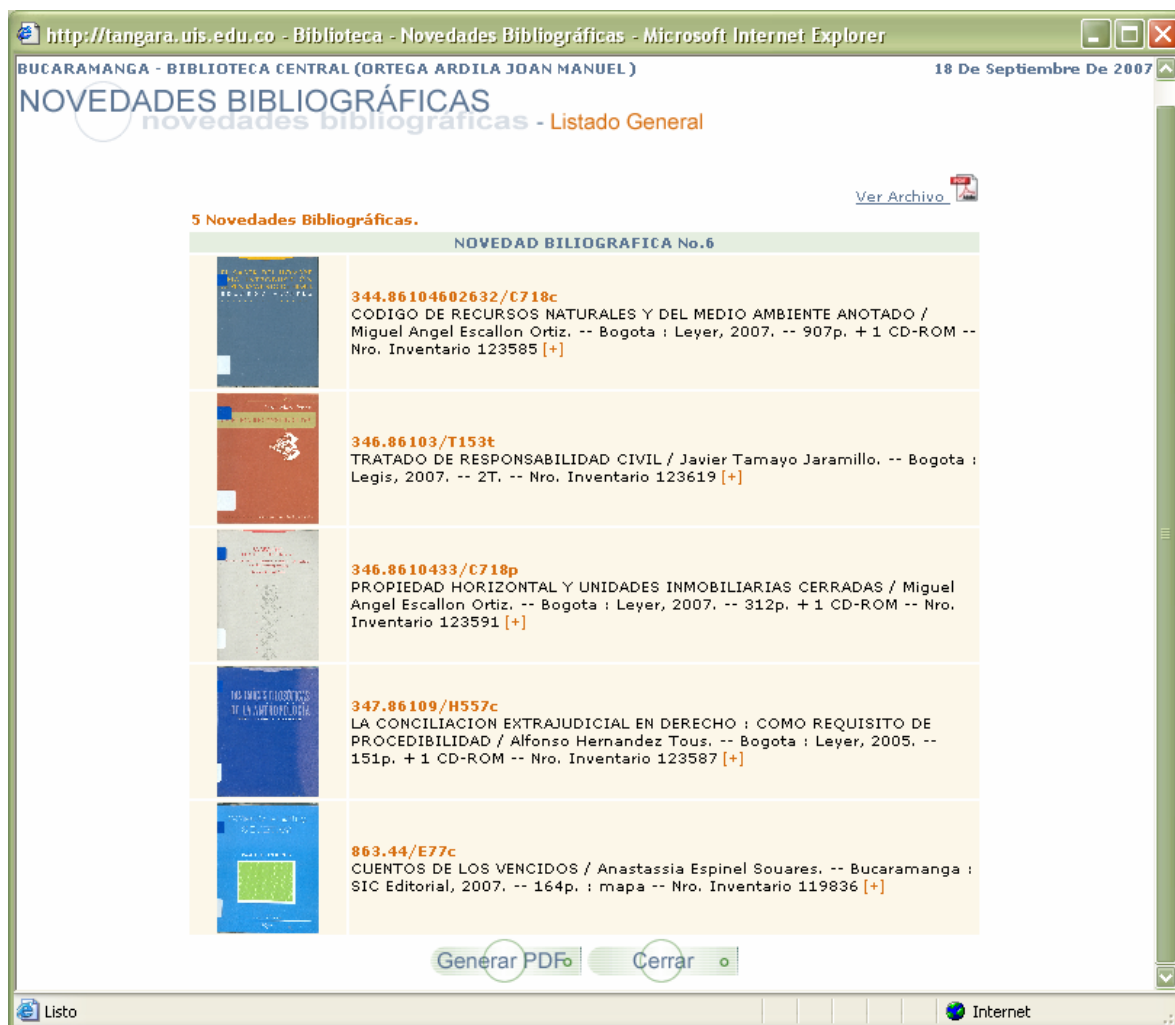 http://tangara.uis.edu.co - Biblioteca - Novedades Bibliográficas - Microsoft Internet Explorer
BUCARAMANGA - BIBLIOTECA CENTRAL (ORTEGA ARDILA JOAN MANUEL) 18 De Septiembre De 2007
NOVEDADES BIBLIOGRÁFICAS
novedades bibliográficas - Listado General
Ver Archivo
5 Novedades Bibliográficas.
NOVEDAD BILIOGRAFICA No.6
344.86104602632/C718c
CODIGO DE RECURSOS NATURALES Y DEL MEDIO AMBIENTE ANOTADO /
Miguel Angel Escallon Ortiz. -- Bogota : Leyer, 2007. -- 907p. + 1 CD-ROM --
Nro. Inventario 123585 [+]
346.86103/T153t
TRATADO DE RESPONSABILIDAD CIVIL / Javier Tamayo Jaramillo. -- Bogota :
Legis, 2007. -- 2T. -- Nro. Inventario 123619 [+]
346.8610433/C718p
PROPIEDAD HORIZONTAL Y UNIDADES INMOBILIARIAS CERRADAS / Miguel
Angel Escallon Ortiz. -- Bogota : Leyer, 2007. -- 312p. + 1 CD-ROM -- Nro.
Inventario 123591 [+]
347.86109/H557c
LA CONCILIACION EXTRAJUDICIAL EN DERECHO : COMO REQUISITO DE
PROCEDIBILIDAD / Alfonso Hernandez Tous. -- Bogota : Leyer, 2005. --
151p. + 1 CD-ROM -- Nro. Inventario 123587 [+]
863.44/E77c
CUENTOS DE LOS VENCIDOS / Anastassia Espinel Souares. -- Bucaramanga :
SIC Editorial, 2007. -- 164p. : mapa -- Nro. Inventario 119836 [+]
Generar PDF Cerrar
Listo Internet